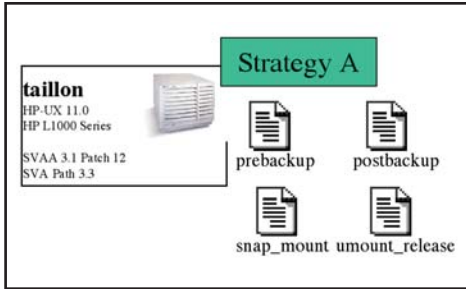 Strategy A
taillon
HP-UX 11.0
HP L1000 Series
SVAA 3.1 Patch 12
SVA Path 3.3
prebackup postbackup
snap_mount umount_release